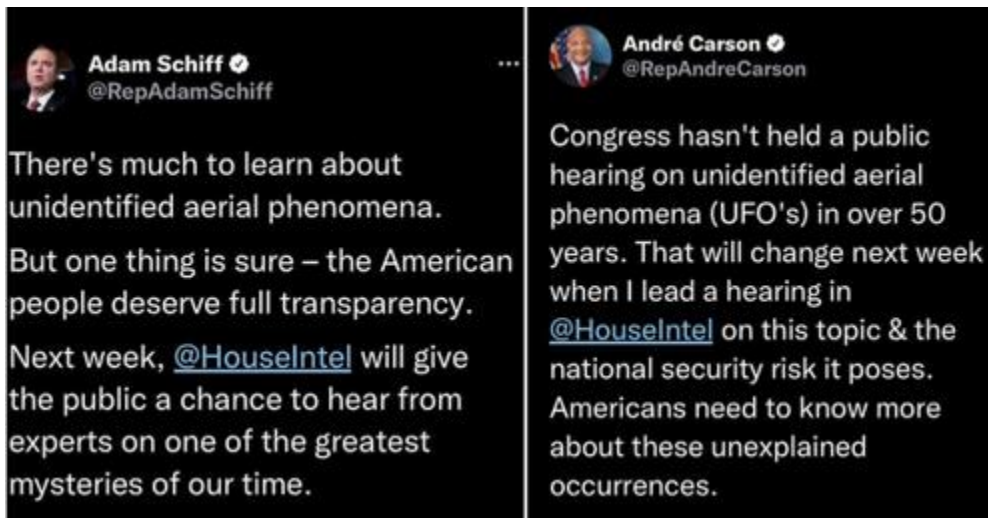 Adam Schiff
@RepAdamSchiff
...
There's much to learn about
unidentified aerial phenomena.
But one thing is sure – the American
people deserve full transparency.
Next week, @HouseIntel will give
the public a chance to hear from
experts on one of the greatest
mysteries of our time.
André Carson
@RepAndreCarson
Congress hasn't held a public
hearing on unidentified aerial
phenomena (UFO's) in over 50
years. That will change next week
when I lead a hearing in
@HouseIntel on this topic & the
national security risk it poses.
Americans need to know more
about these unexplained
occurrences.